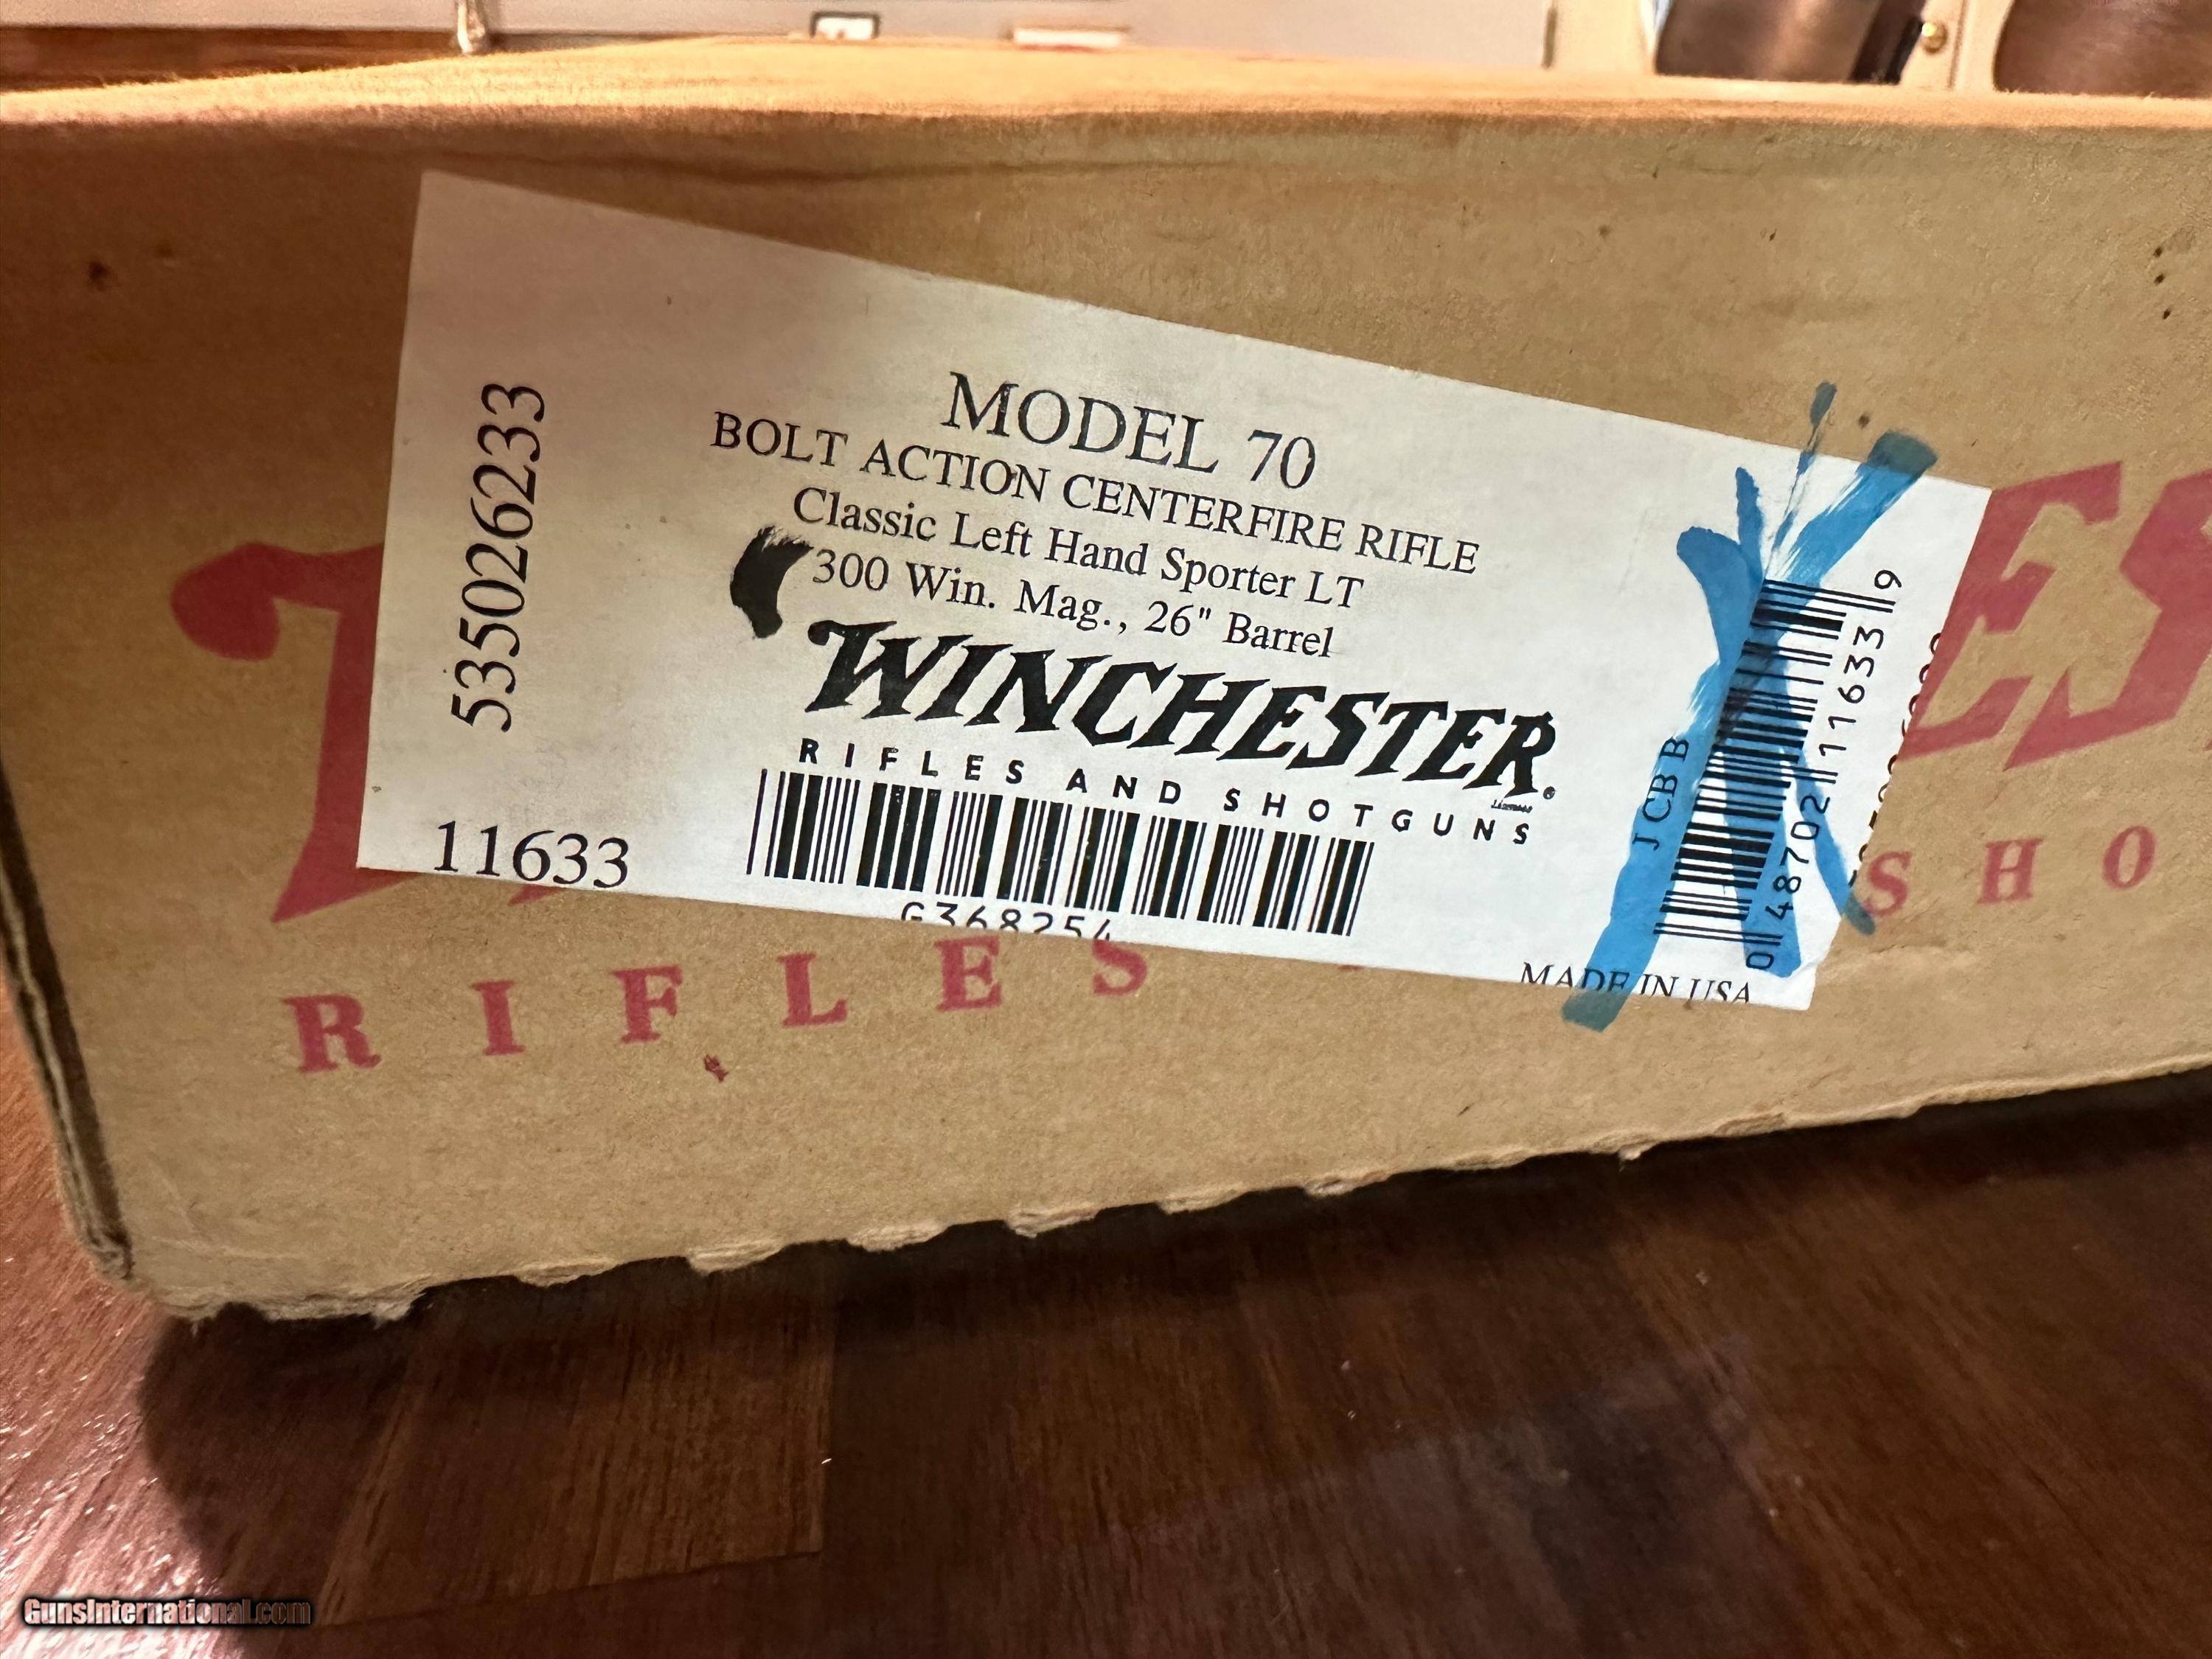 MODEL 70
BOLT ACTION CENTERFIRE RIFLE
Classic Left Hand Sporter LT
300 Win. Mag., 26" Barrel
WINCHESTER®
RIFLES AND SHOTGUNS
G368254
535026233
11633
JCBB
0 48702 11633 9
MADE IN USA
RIFLES
SHO
GunsInternational.com